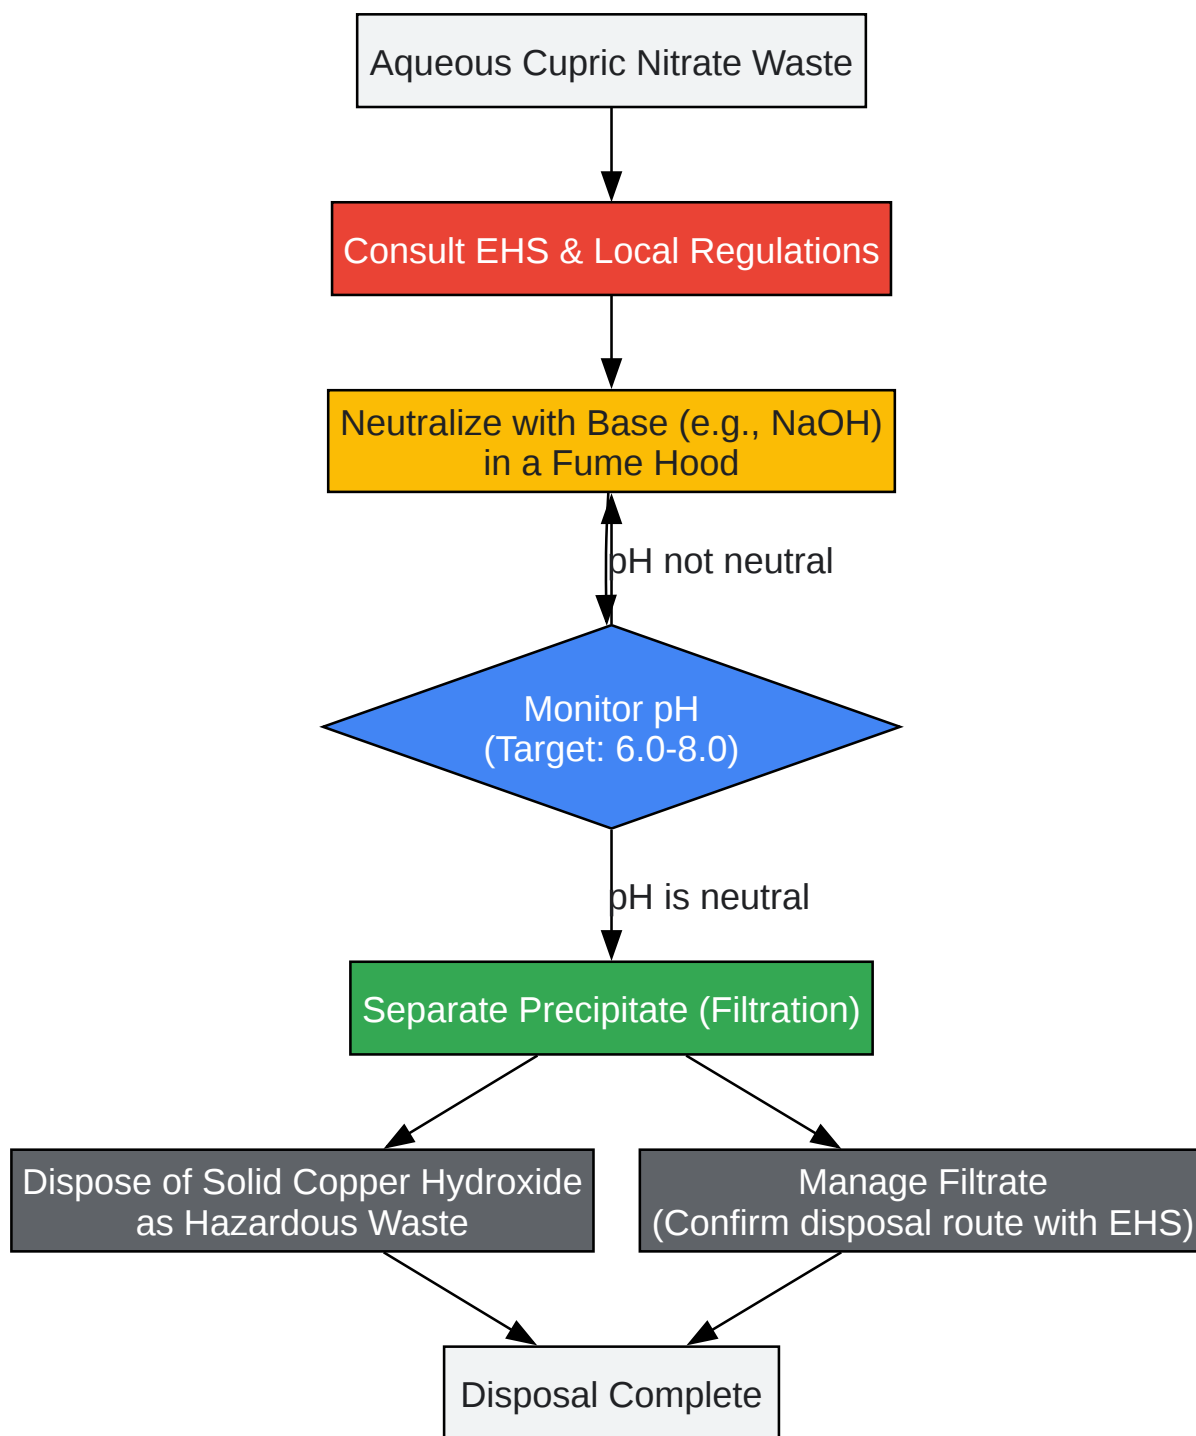 Aqueous Cupric Nitrate Waste
Consult EHS & Local Regulations
Neutralize with Base (e.g., NaOH)
in a Fume Hood
pH not neutral
Monitor pH
(Target: 6.0-8.0)
pH is neutral
Separate Precipitate (Filtration)
Dispose of Solid Copper Hydroxide
as Hazardous Waste
Manage Filtrate
(Confirm disposal route with EHS)
Disposal Complete